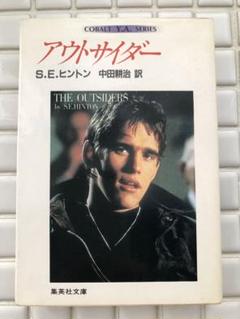 COBALT Y.A. SERIES
アウトサイダー
S.E.ヒントン 中田耕治 訳
THE OUTSIDERS
by S.E.HINTON
集英社文庫